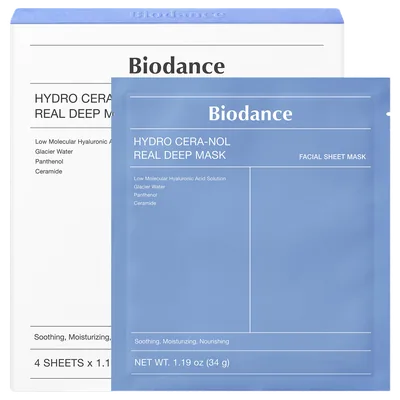 Biodance
HYDRO CERA-
REAL DEEP M
Low Molecular Hyaluronic
Glacier Water
Panthenol
Ceramide
Soothing, Moisturizing,
4 SHEETS x 1.1
Biodance
HYDRO CERA-NOL
REAL DEEP MASK
FACIAL SHEET MASK
Low Molecular Hyaluronic Acid Solution
Glacier Water
Panthenol
Ceramide
Soothing, Moisturizing, Nourishing
NET WT. 1.19 oz (34 g)